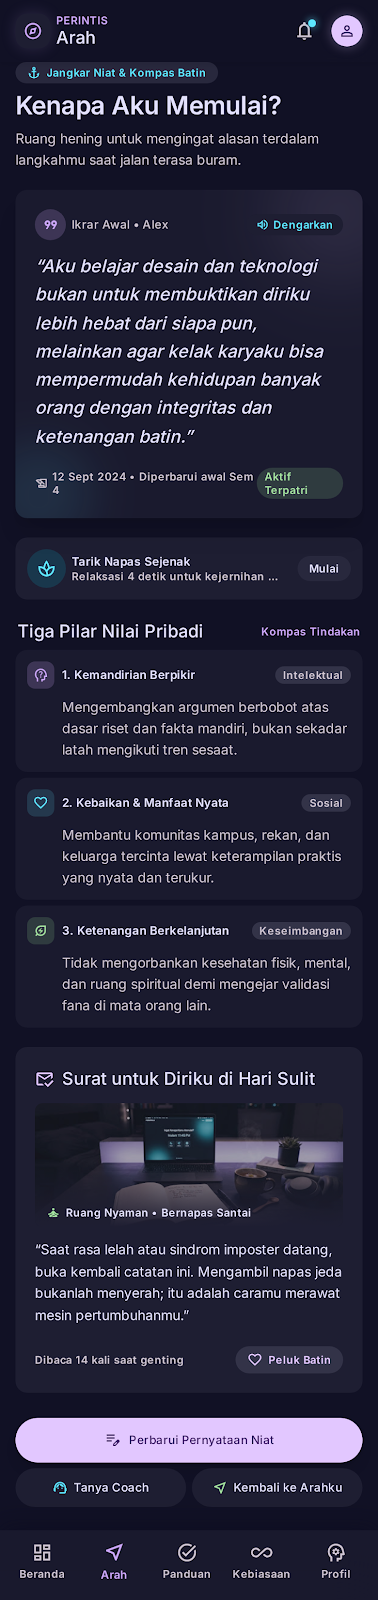 PERINTIS
Arah
Jangkar Niat & Kompas Batin
Kenapa Aku Memulai?
Ruang hening untuk mengingat alasan terdalam
langkahmu saat jalan terasa buram.
Ikrar Awal • Alex
Dengarkan
“Aku belajar desain dan teknologi
bukan untuk membuktikan diriku
lebih hebat dari siapa pun,
melainkan agar kelak karyaku bisa
mempermudah kehidupan banyak
orang dengan integritas dan
ketenangan batin.”
12 Sept 2024 • Diperbarui awal Sem
4
Aktif
Terpatri
Tarik Napas Sejenak
Relaksasi 4 detik untuk kejernihan ...
Mulai
Tiga Pilar Nilai Pribadi
Kompas Tindakan
1. Kemandirian Berpikir
Intelektual
Mengembangkan argumen berbobot atas
dasar riset dan fakta mandiri, bukan sekadar
latah mengikuti tren sesaat.
2. Kebaikan & Manfaat Nyata
Sosial
Membantu komunitas kampus, rekan, dan
keluarga tercinta lewat keterampilan praktis
yang nyata dan terukur.
3. Ketenangan Berkelanjutan
Keseimbangan
Tidak mengorbankan kesehatan fisik, mental,
dan ruang spiritual demi mengejar validasi
fana di mata orang lain.
Surat untuk Diriku di Hari Sulit
Ruang Nyaman • Bernapas Santai
“Saat rasa lelah atau sindrom imposter datang,
buka kembali catatan ini. Mengambil napas jeda
bukanlah menyerah; itu adalah caramu merawat
mesin pertumbuhanmu.”
Dibaca 14 kali saat genting
Peluk Batin
Perbarui Pernyataan Niat
Tanya Coach
Kembali ke Arahku
Beranda
Arah
Panduan
Kebiasaan
Profil